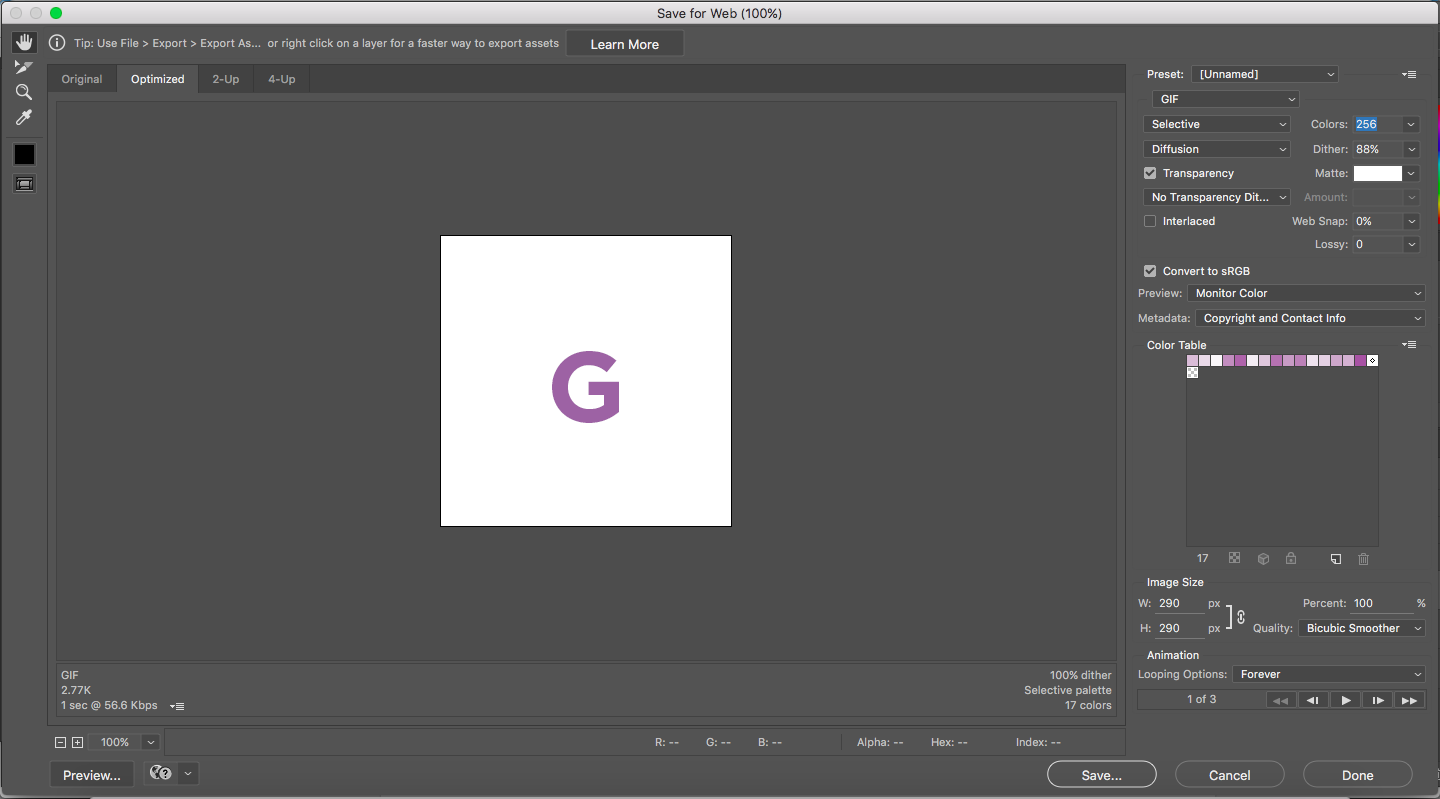 Save for Web (100%)
Tip: Use File > Export > Export As... or right click on a layer for a faster way to export assets
Learn More
Original Optimized 2-Up 4-Up
G
GIF
2.77K
1 sec @ 56.6 Kbps
100% dither
Selective palette
17 colors
100%
R: -- G: -- B: -- Alpha: -- Hex: -- Index: --
Preview... ?
Save... Cancel Done
Preset: [Unnamed]
GIF
Selective Colors: 256
Diffusion Dither: 88%
Transparency Matte:
No Transparency Dit... Amount:
Interlaced Web Snap: 0%
Lossy: 0
Convert to sRGB
Preview: Monitor Color
Metadata: Copyright and Contact Info
Color Table
17
Image Size
W: 290 px Percent: 100 %
H: 290 px Quality: Bicubic Smoother
Animation
Looping Options: Forever
1 of 3